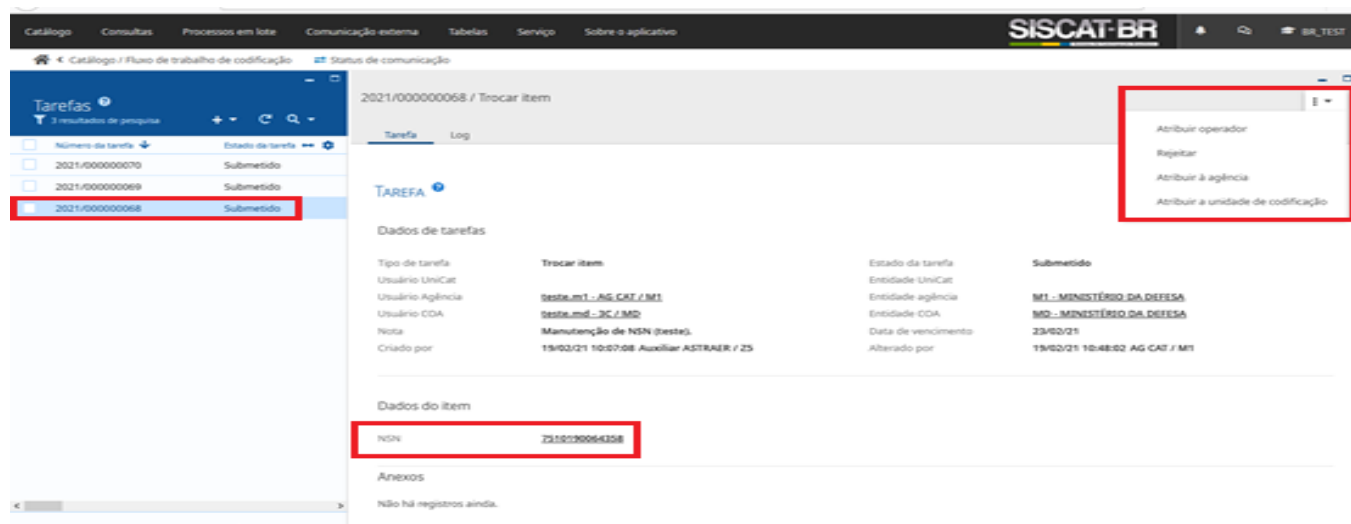 Catálogo Consultas Processos em lote Comunicação externa Tabelas Serviço Sobre o aplicativo SISCAT-BR BR_TEST
Catálogo / Fluxo de trabalho de codificação Status de comunicação
Tarefas
3 resultados de pesquisa
Número da tarefa Estado da tarefa
2021/000000070 Submetido
2021/000000069 Submetido
2021/000000068 Submetido
2021/000000068 / Trocar item
Tarefa Log
Atribuir operador
Rejeitar
Atribuir à agência
Atribuir a unidade de codificação
TAREFA
Dados de tarefas
Tipo de tarefa Trocar item Estado da tarefa Submetido
Usuário UniCat Entidade UniCat
Usuário Agência teste.m1 - AG CAT / M1 Entidade agência M1 - MINISTÉRIO DA DEFESA
Usuário COA teste.md - 3C / MD Entidade COA MD - MINISTÉRIO DA DEFESA
Nota Manutenção de NSN (teste). Data de vencimento 23/02/21
Criado por 19/02/21 10:07:08 Auxiliar ASTRAER / Z5 Alterado por 19/02/21 10:48:02 AG CAT / M1
Dados do item
NSN 7510190064358
Anexos
Não há registros ainda.